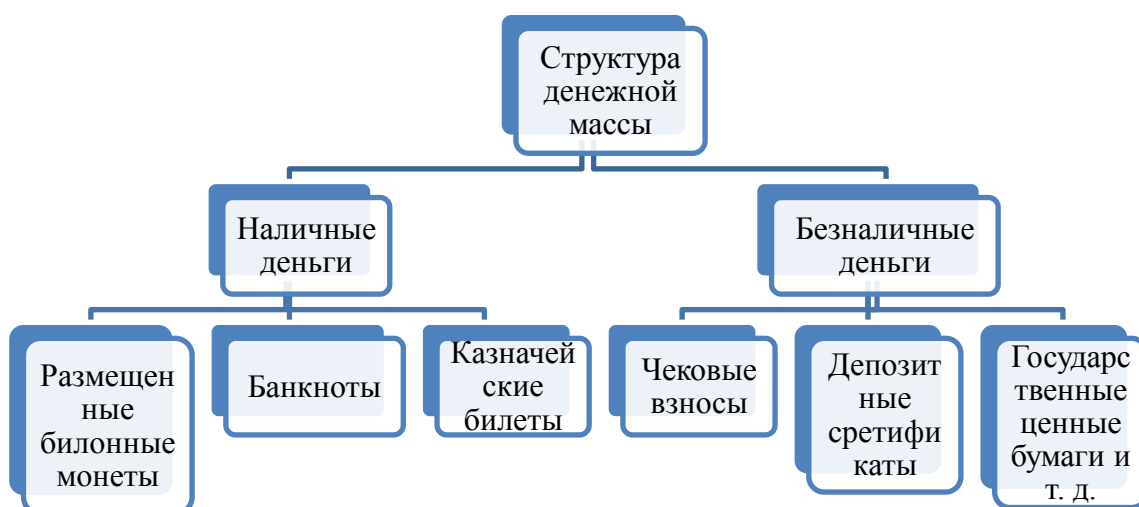 Структура
денежной
массы
Наличные
деньги
Безналичные
деньги
Размещен
ные
билонные
монеты
Банкноты
Казначей
ские
билеты
Чековые
взносы
Депозит
ные
сретифи
каты
Государс
твенные
ценные
бумаги и
т. д.